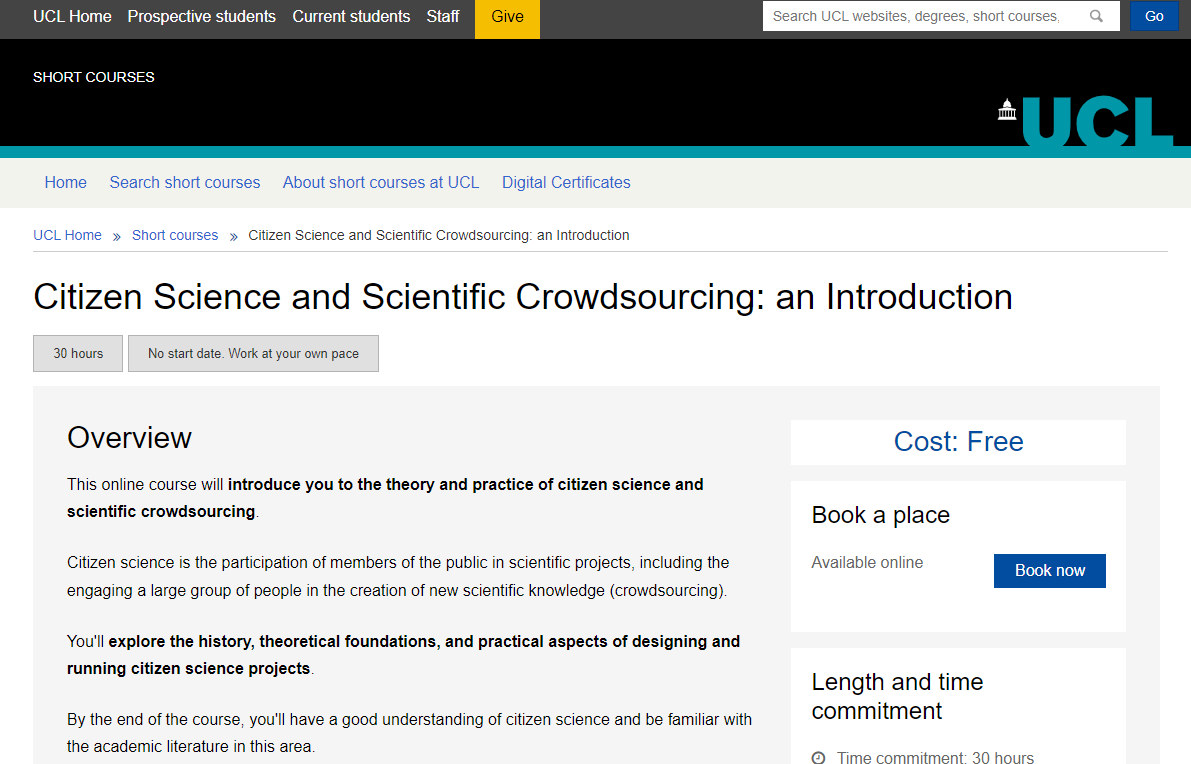 UCL Home Prospective students Current students Staff Give Search UCL websites, degrees, short courses, Go
SHORT COURSES
UCL
Home Search short courses About short courses at UCL Digital Certificates
UCL Home » Short courses » Citizen Science and Scientific Crowdsourcing: an Introduction
Citizen Science and Scientific Crowdsourcing: an Introduction
30 hours No start date. Work at your own pace
Overview
This online course will introduce you to the theory and practice of citizen science and
scientific crowdsourcing.
Citizen science is the participation of members of the public in scientific projects, including the
engaging a large group of people in the creation of new scientific knowledge (crowdsourcing).
You'll explore the history, theoretical foundations, and practical aspects of designing and
running citizen science projects.
By the end of the course, you'll have a good understanding of citizen science and be familiar with
the academic literature in this area.
Cost: Free
Book a place
Available online Book now
Length and time
commitment
Time commitment: 30 hours